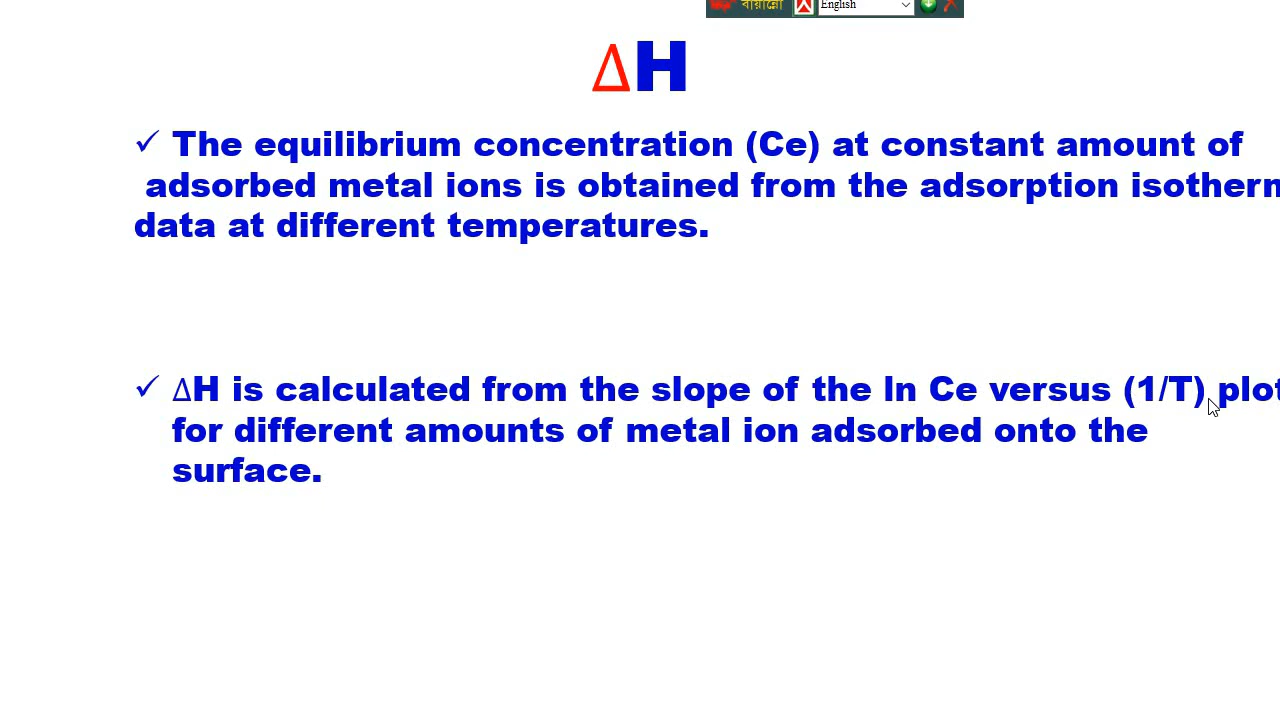 বায়ান্নো English
ΔH
✓ The equilibrium concentration (Ce) at constant amount of
adsorbed metal ions is obtained from the adsorption isotherm
data at different temperatures.
✓ ΔH is calculated from the slope of the ln Ce versus (1/T) plot
for different amounts of metal ion adsorbed onto the
surface.